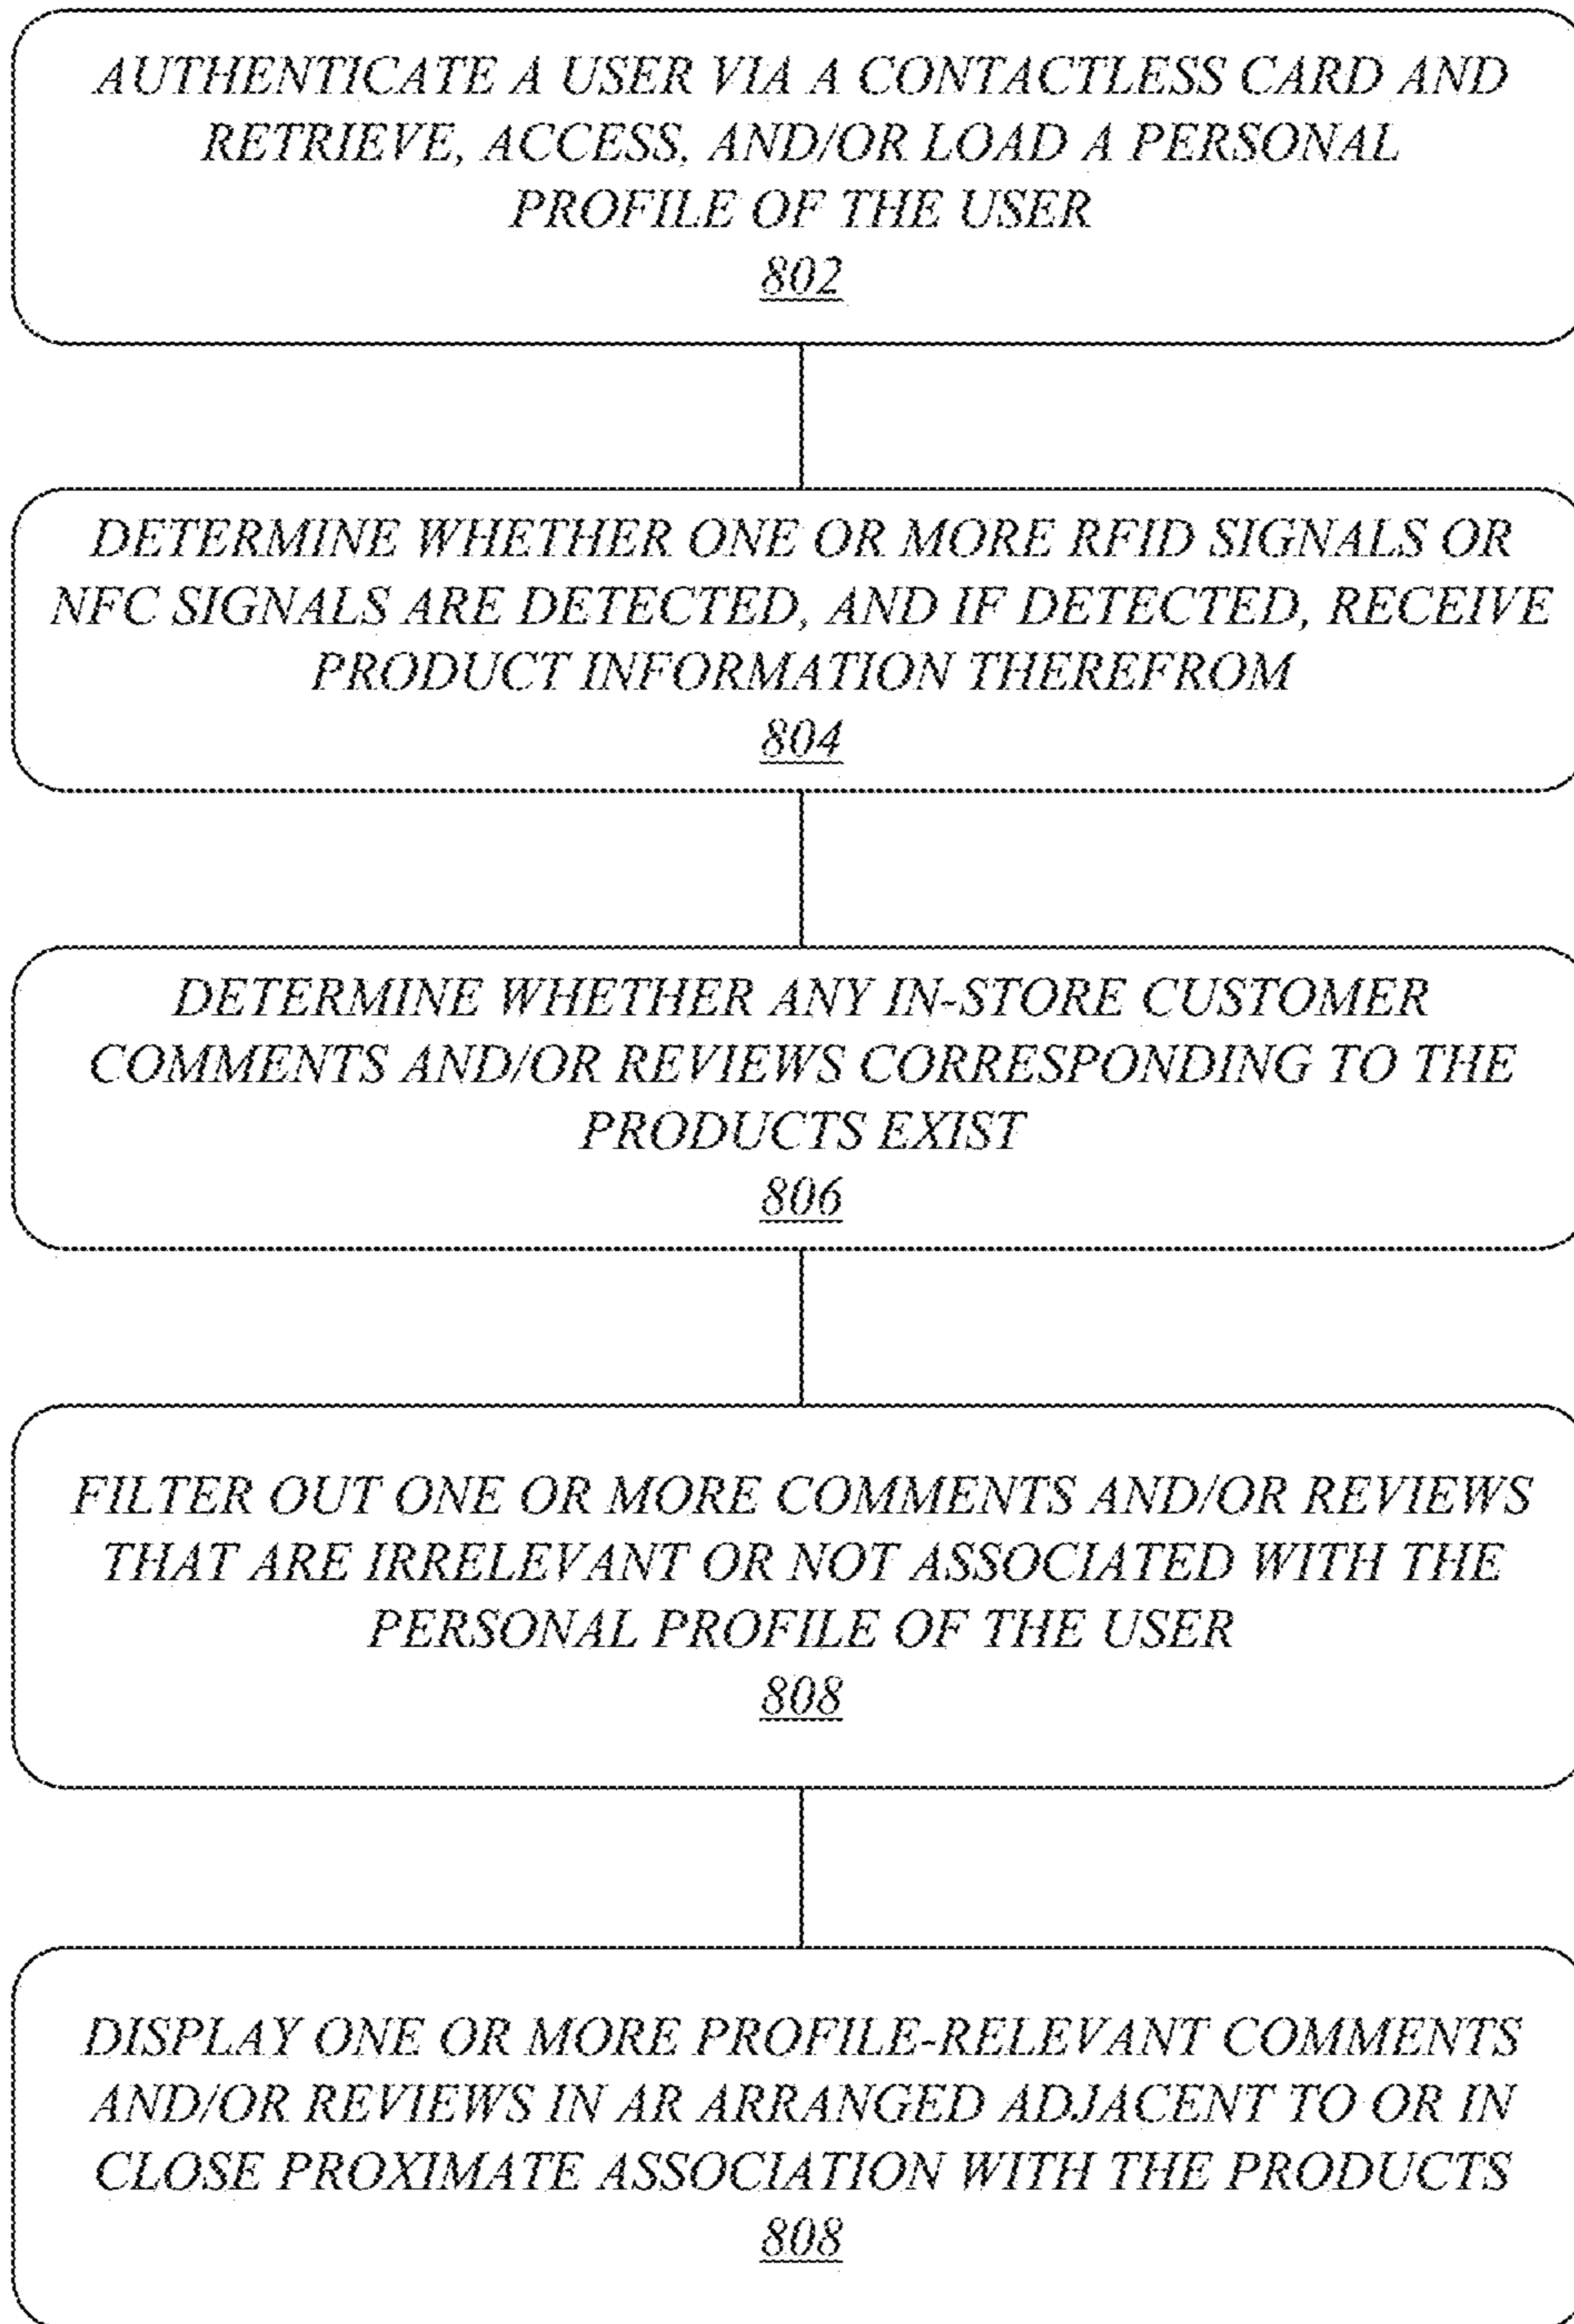 AUTHENTICATE A USER VIA A CONTACTLESS CARD AND
RETRIEVE, ACCESS, AND/OR LOAD A PERSONAL
PROFILE OF THE USER
802
DETERMINE WHETHER ONE OR MORE RFID SIGNALS OR
NFC SIGNALS ARE DETECTED, AND IF DETECTED, RECEIVE
PRODUCT INFORMATION THEREFROM
804
DETERMINE WHETHER ANY IN-STORE CUSTOMER
COMMENTS AND/OR REVIEWS CORRESPONDING TO THE
PRODUCTS EXIST
806
FILTER OUT ONE OR MORE COMMENTS AND/OR REVIEWS
THAT ARE IRRELEVANT OR NOT ASSOCIATED WITH THE
PERSONAL PROFILE OF THE USER
808
DISPLAY ONE OR MORE PROFILE-RELEVANT COMMENTS
AND/OR REVIEWS IN AR ARRANGED ADJACENT TO OR IN
CLOSE PROXIMATE ASSOCIATION WITH THE PRODUCTS
808